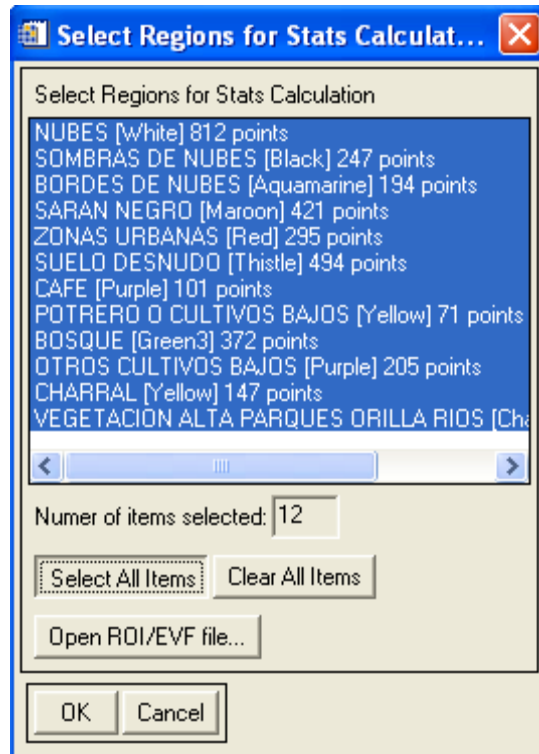 Select Regions for Stats Calculat...
Select Regions for Stats Calculation
NUBES [White] 812 points
SOMBRAS DE NUBES [Black] 247 points
BORDES DE NUBES [Aquamarine] 194 points
SARAN NEGRO [Maroon] 421 points
ZONAS URBANAS [Red] 295 points
SUELO DESNUDO [Thistle] 494 points
CAFE [Purple] 101 points
POTRERO O CULTIVOS BAJOS [Yellow] 71 points
BOSQUE [Green3] 372 points
OTROS CULTIVOS BAJOS [Purple] 205 points
CHARRAL [Yellow] 147 points
VEGETACION ALTA PARQUES ORILLA RIOS [Cha
Numer of items selected: 12
Select All Items Clear All Items
Open ROI/EVF file...
OK Cancel